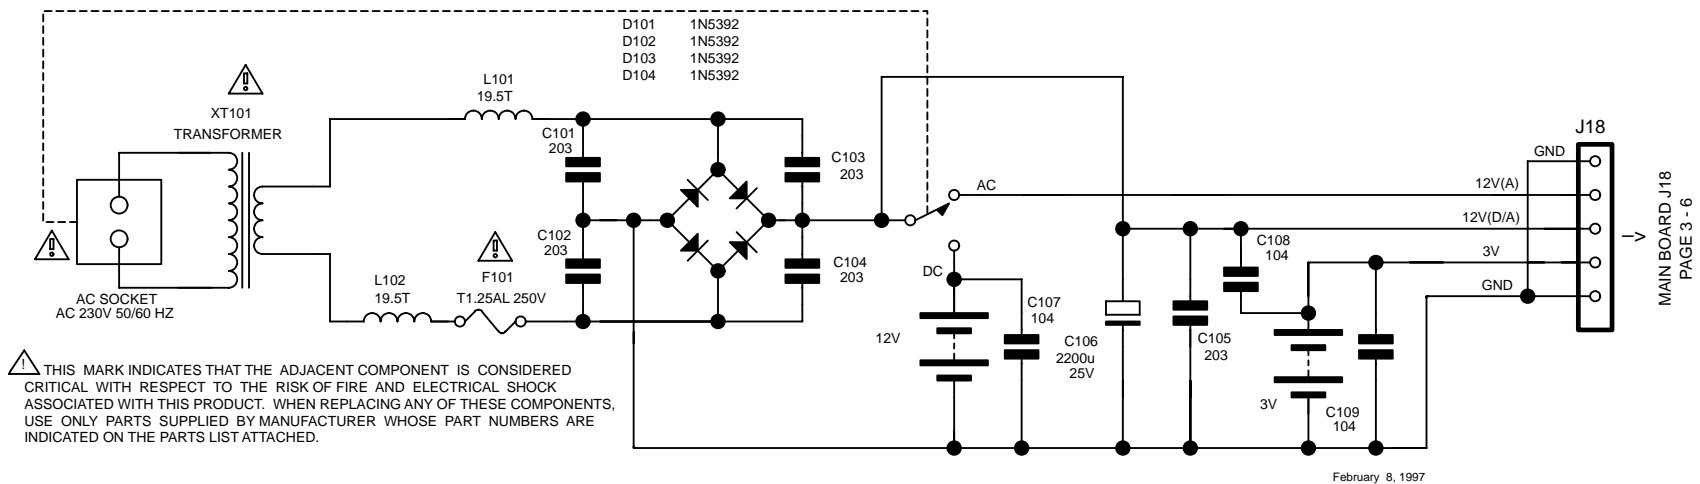 D101 1N5392
D102 1N5392
D103 1N5392
D104 1N5392
XT101
TRANSFORMER
L101
19.5T
C101
203
C103
203
C102
203
C104
203
AC SOCKET
AC 230V 50/60 HZ
L102
19.5T
F101
T1.25AL 250V
AC
DC
12V
C107
104
C106
2200u
25V
C105
203
C108
104
3V
C109
104
J18
GND
12V(A)
12V(D/A)
3V
GND
MAIN BOARD J18
PAGE 3 - 6
! THIS MARK INDICATES THAT THE ADJACENT COMPONENT IS CONSIDERED
CRITICAL WITH RESPECT TO THE RISK OF FIRE AND ELECTRICAL SHOCK
ASSOCIATED WITH THIS PRODUCT. WHEN REPLACING ANY OF THESE COMPONENTS,
USE ONLY PARTS SUPPLIED BY MANUFACTURER WHOSE PART NUMBERS ARE
INDICATED ON THE PARTS LIST ATTACHED.
February 8, 1997